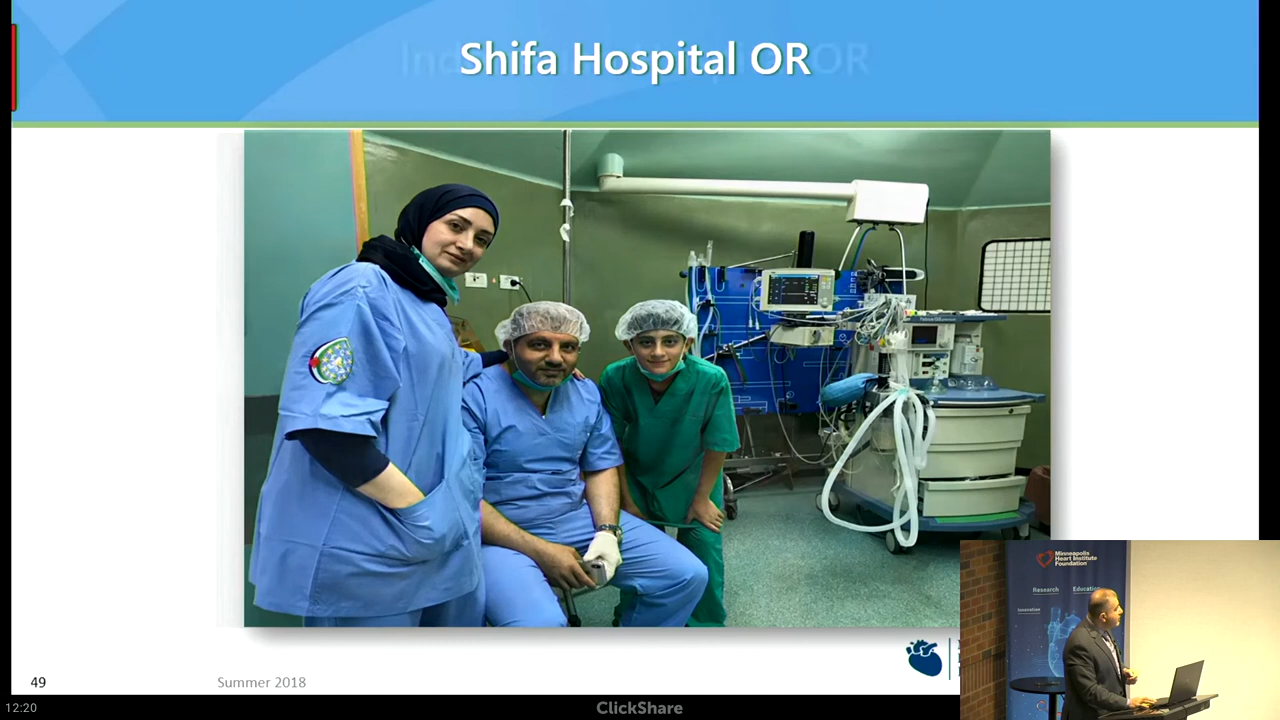 Shifa Hospital OR
49
Summer 2018
12:20
ClickShare
Minneapolis
Heart Institute
Foundation
Research
Education
Innovation